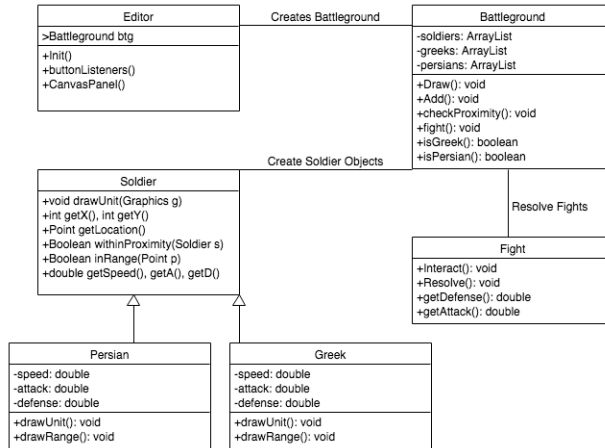 Editor
>Battleground btg
+Init()
+buttonListeners()
+CanvasPanel()
Creates Battleground
Battleground
-soldiers: ArrayList
-greeks: ArrayList
-persians: ArrayList
+Draw(): void
+Add(): void
+checkProximity(): void
+fight(): void
+isGreek(): boolean
+isPersian(): boolean
Create Soldier Objects
Soldier
+void drawUnit(Graphics g)
+int getX(), int getY()
+Point getLocation()
+Boolean withinProximity(Soldier s)
+Boolean inRange(Point p)
+double getSpeed(), getA(), getD()
Resolve Fights
Fight
+Interact(): void
+Resolve(): void
+getDefense(): double
+getAttack(): double
Persian
-speed: double
-attack: double
-defense: double
+drawUnit(): void
+drawRange(): void
Greek
-speed: double
-attack: double
-defense: double
+drawUnit(): void
+drawRange(): void